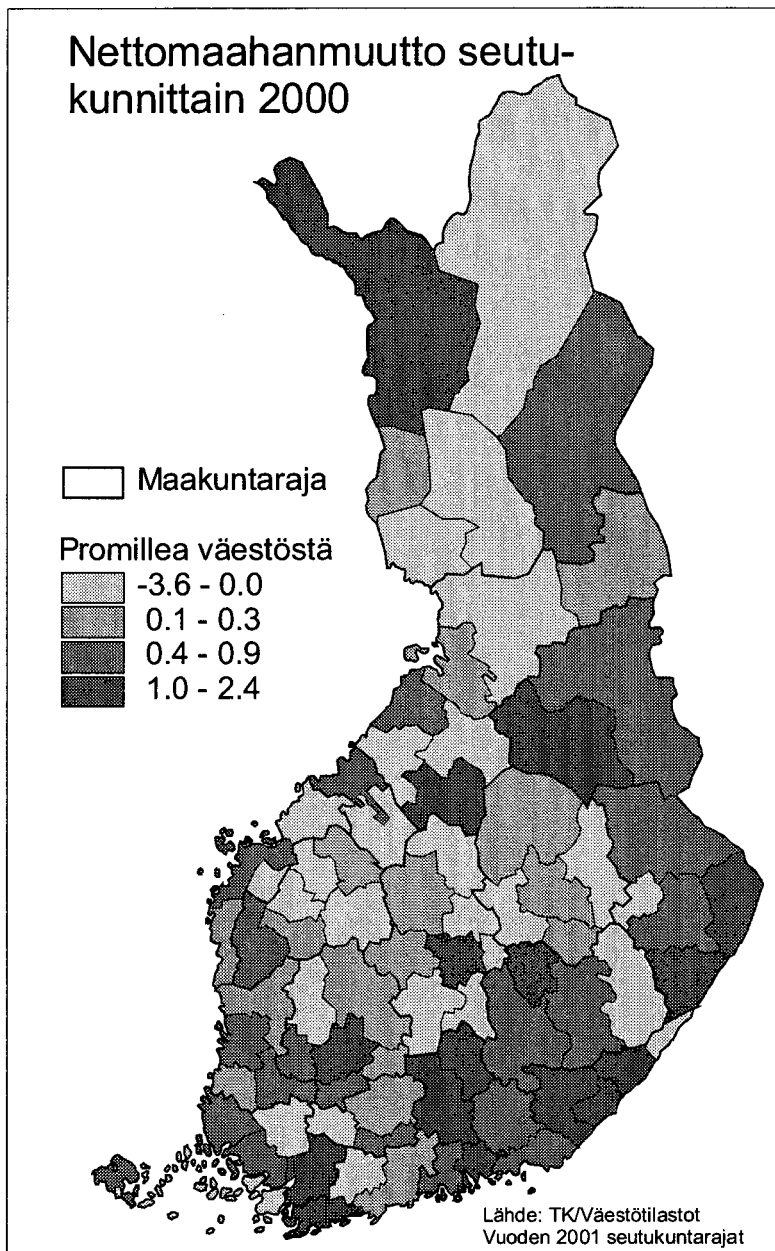 Nettomaahanmuutto seutu-
kunnittain 2000
Maakuntaraja
Promillea väestöstä
-3.6 - 0.0
0.1 - 0.3
0.4 - 0.9
1.0 - 2.4
Lähde: TK/Väestötilastot
Vuoden 2001 seutukuntarajat